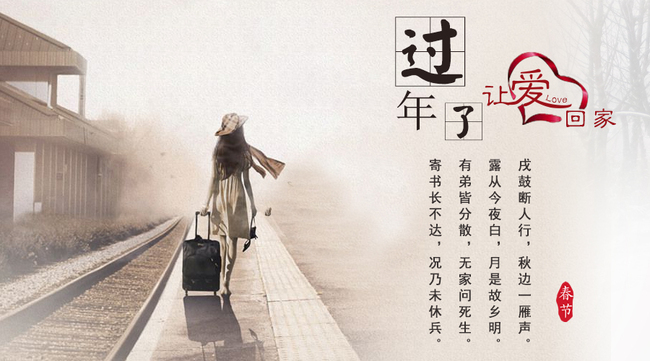 过
年了
让爱回家
Love
戍鼓断人行，秋边一雁声。
露从今夜白，月是故乡明。
有弟皆分散，无家问死生。
寄书长不达，况乃未休兵。
春节